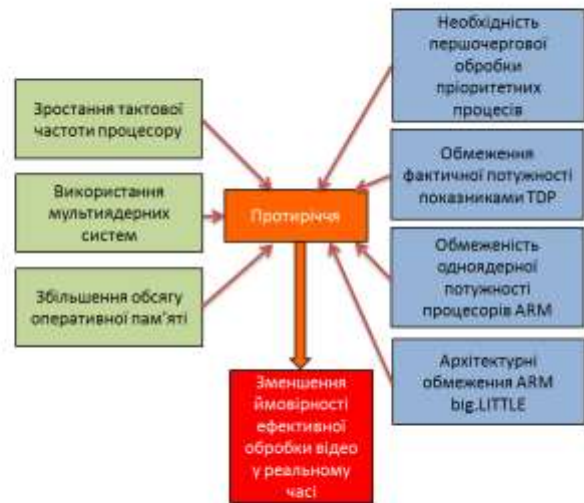 Зростання тактової
частоти процесору
Використання
мультиядерних
систем
Збільшення обсягу
оперативної пам'яті
Протиріччя
Зменшення
ймовірності
ефективної
обробки відео
у реальному
часі
Необхідність
першочергової
обробки
пріоритетних
процесів
Обмеження
фактичної потужності
показниками TDP
Обмеженість
одноядерної
потужності
процесорів ARM
Архітектурні
обмеження ARM
big.LITTLE